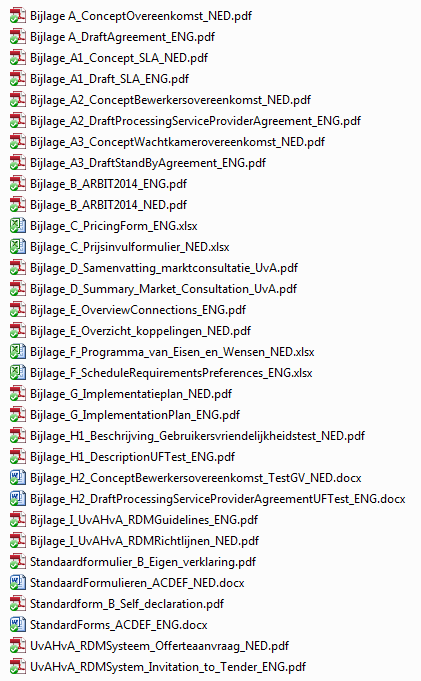 Bijlage A_ConceptOvereenkomst_NED.pdf
Bijlage A_DraftAgreement_ENG.pdf
Bijlage_A1_Concept_SLA_NED.pdf
Bijlage_A1_Draft_SLA_ENG.pdf
Bijlage_A2_ConceptBewerkersovereenkomst_NED.pdf
Bijlage_A2_DraftProcessingServiceProviderAgreement_ENG.pdf
Bijlage_A3_ConceptWachtkamerovereenkomst_NED.pdf
Bijlage_A3_DraftStandByAgreement_ENG.pdf
Bijlage_B_ARBIT2014_ENG.pdf
Bijlage_B_ARBIT2014_NED.pdf
Bijlage_C_PricingForm_ENG.xlsx
Bijlage_C_Prijsinvulformulier_NED.xlsx
Bijlage_D_Samenvatting_marktconsultatie_UvA.pdf
Bijlage_D_Summary_Market_Consultation_UvA.pdf
Bijlage_E_OverviewConnections_ENG.pdf
Bijlage_E_Overzicht_koppelingen_NED.pdf
Bijlage_F_Programma_van_Eisen_en_Wensen_NED.xlsx
Bijlage_F_ScheduleRequirementsPreferences_ENG.xlsx
Bijlage_G_Implementatieplan_NED.pdf
Bijlage_G_ImplementationPlan_ENG.pdf
Bijlage_H1_Beschrijving_Gebruikersvriendelijkheidstest_NED.pdf
Bijlage_H1_DescriptionUFTest_ENG.pdf
Bijlage_H2_ConceptBewerkersovereenkomst_TestGV_NED.docx
Bijlage_H2_DraftProcessingServiceProviderAgreementUFTest_ENG.docx
Bijlage_I_UvAHvA_RDMGuidelines_ENG.pdf
Bijlage_I_UvAHvA_RDMRichtlijnen_NED.pdf
Standaardformulier_B_Eigen_verklaring.pdf
StandaardFormulieren_ACDEF_NED.docx
Standardform_B_Self_declaration.pdf
StandardForms_ACDEF_ENG.docx
UvAHvA_RDMSysteem_Offerteaanvraag_NED.pdf
UvAHvA_RDMSystem_Invitation_to_Tender_ENG.pdf